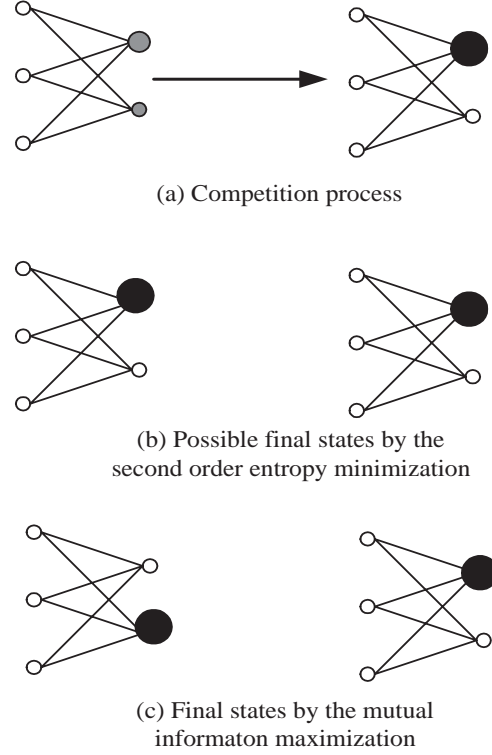 (a) Competition process
(b) Possible final states by the
second order entropy minimization
(c) Final states by the mutual
informaton maximization